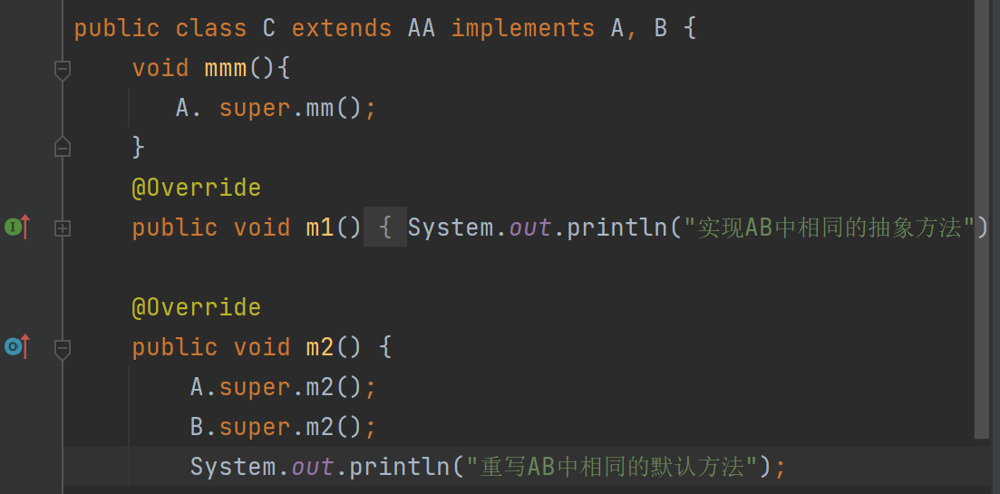 public class C extends AA implements A, B {
void mmm(){
A. super.mm();
}
@Override
public void m1() { System.out.println("实现AB中相同的抽象方法")
@Override
public void m2() {
A.super.m2();
B.super.m2();
System.out.println("重写AB中相同的默认方法");